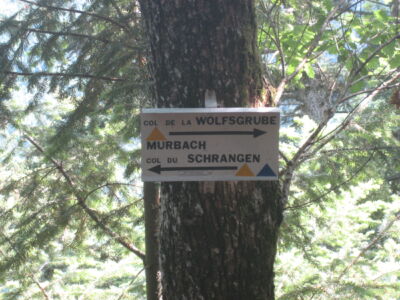 COL DE LA WOLFSGRUBE
MURBACH
COL DU SCHRANGEN